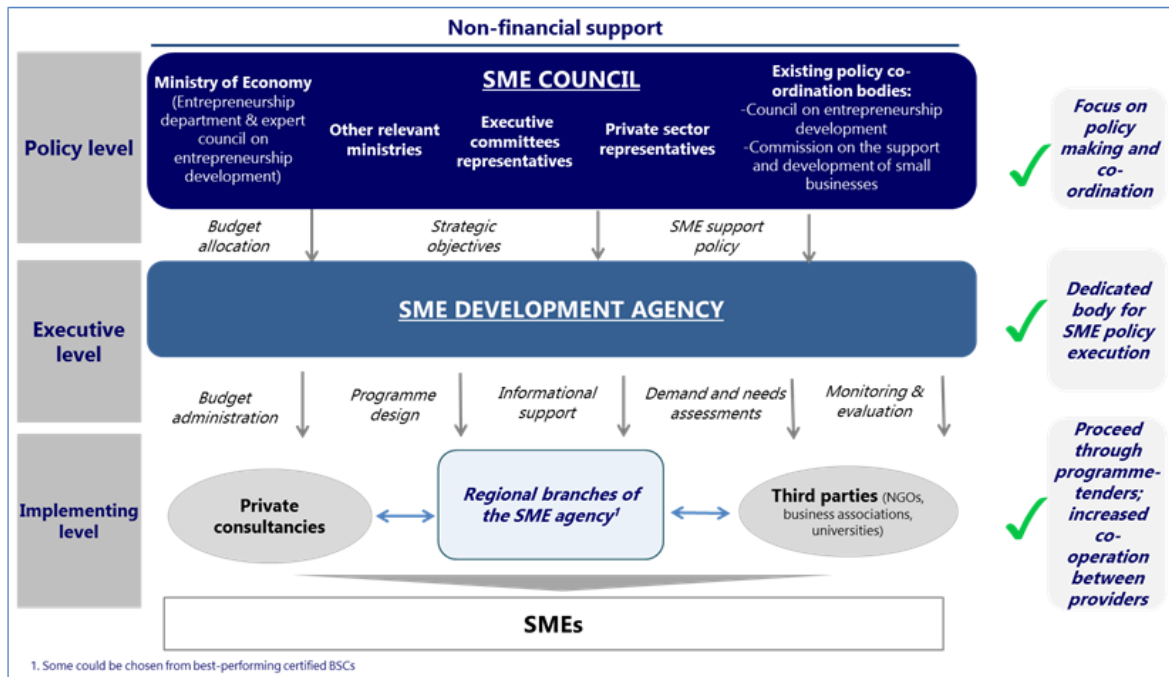 Non-financial support
Policy level
SME COUNCIL
Ministry of Economy
(Entrepreneurship
department & expert
council on
entrepreneurship
development)
Other relevant
ministries
Executive
committees
representatives
Private sector
representatives
Existing policy co-
ordination bodies:
-Council on entrepreneurship
development
-Commission on the support
and development of small
businesses
Focus on
policy
making and
co-
ordination
Budget
allocation
Strategic
objectives
SME support
policy
Executive
level
SME DEVELOPMENT AGENCY
Dedicated
body for
SME policy
execution
Budget
administration
Programme
design
Informational
support
Demand and needs
assessments
Monitoring &
evaluation
Implementing
level
Private
consultancies
Regional branches of
the SME agency1
Third parties (NGOs,
business associations,
universities)
Proceed
through
programme-
tenders;
increased
co-
operation
between
providers
SMEs
1. Some could be chosen from best-performing certified BSCs